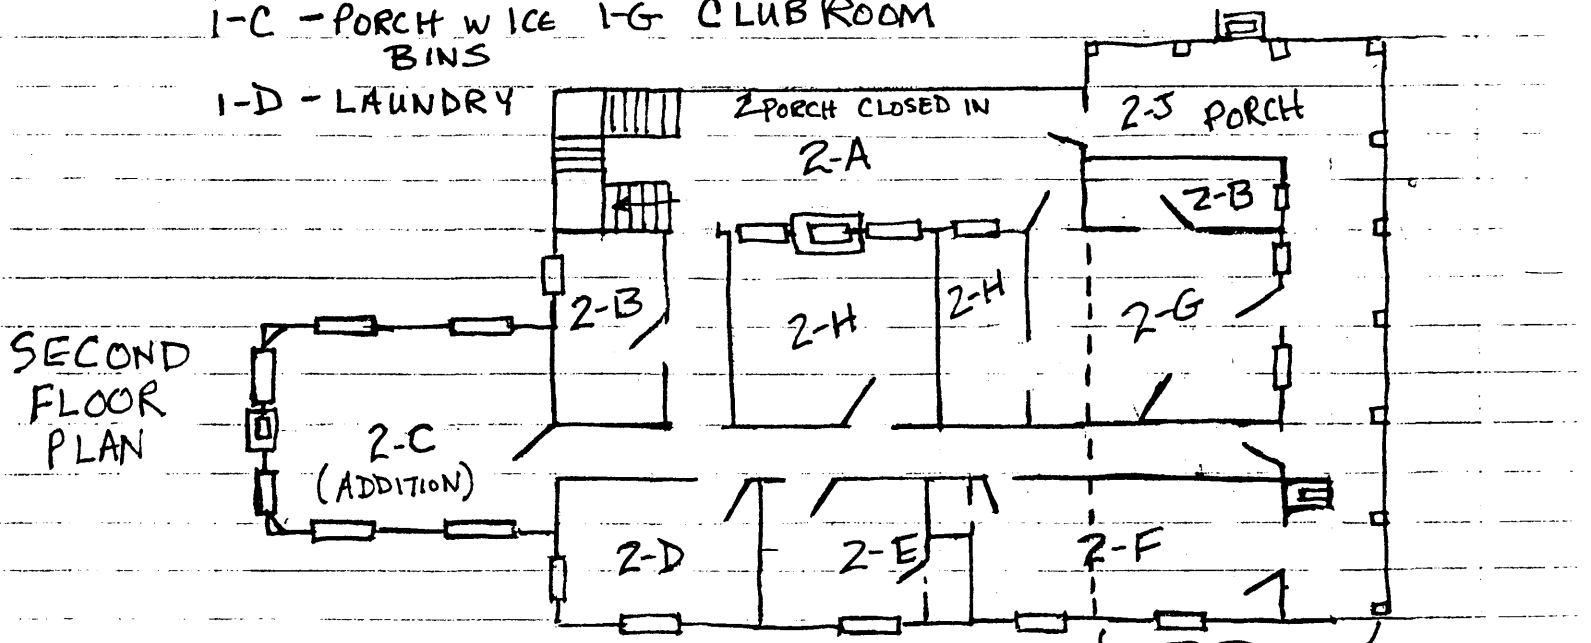 1-C - PORCH W ICE 1-G CLUB ROOM
BINS
1-D - LAUNDRY
PORCH CLOSED IN
2-J PORCH
2-A
2-B
2-B
2-H
2-H
2-G
SECOND
FLOOR
PLAN
2-C
(ADDITION)
2-D
2-E
2-F